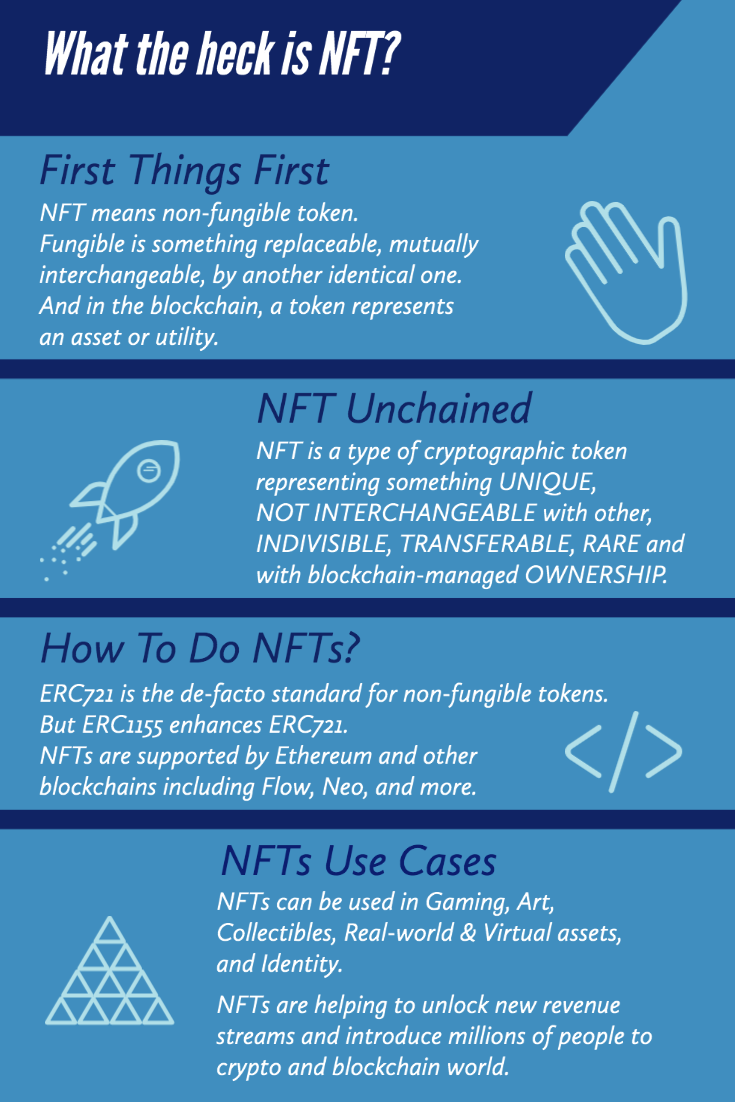 What the heck is NFT?
First Things First
NFT means non-fungible token.
Fungible is something replaceable, mutually
interchangeable, by another identical one.
And in the blockchain, a token represents
an asset or utility.
NFT Unchained
NFT is a type of cryptographic token
representing something UNIQUE,
NOT INTERCHANGEABLE with other,
INDIVISIBLE, TRANSFERABLE, RARE and
with blockchain-managed OWNERSHIP.
How To Do NFTs?
ERC721 is the de-facto standard for non-fungible tokens.
But ERC1155 enhances ERC721.
NFTs are supported by Ethereum and other
blockchains including Flow, Neo, and more.
</>
NFTs Use Cases
NFTs can be used in Gaming, Art,
Collectibles, Real-world & Virtual assets,
and Identity.
NFTs are helping to unlock new revenue
streams and introduce millions of people to
crypto and blockchain world.